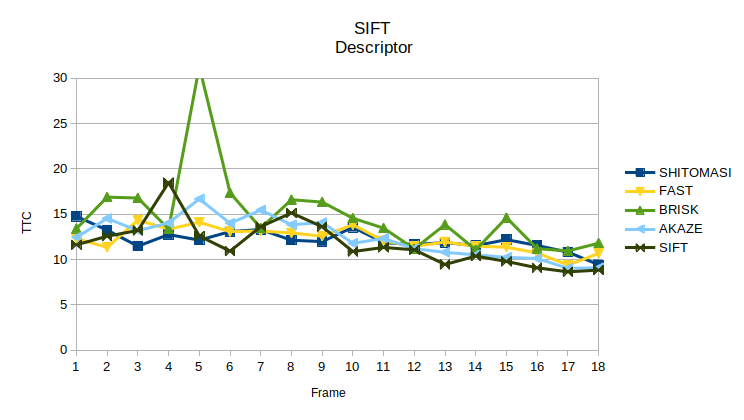 SIFT
Descriptor
30
25
20
15
10
5
0
TTC
1 2 3 4 5 6 7 8 9 10 11 12 13 14 15 16 17 18
Frame
SHITOMASI
FAST
BRISK
AKAZE
SIFT